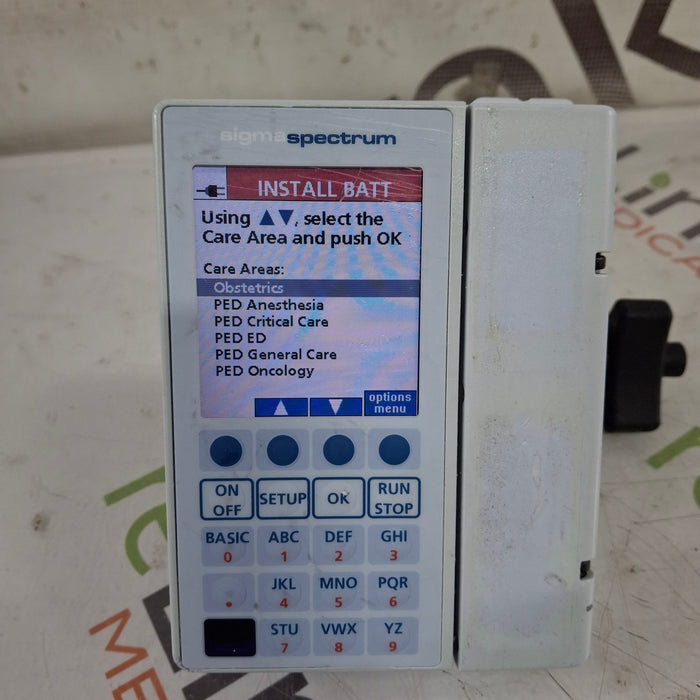 sigmaspectrum
INSTALL BATT
Using ▲▼, select the
Care Area and push OK
Care Areas:
Obstetrics
PED Anesthesia
PED Critical Care
PED ED
PED General Care
PED Oncology
options
menu
ON
OFF
SETUP
OK
RUN
STOP
BASIC
0
ABC
1
DEF
2
GHI
3
.
JKL
4
MNO
5
PQR
6
STU
7
VWX
8
YZ
9